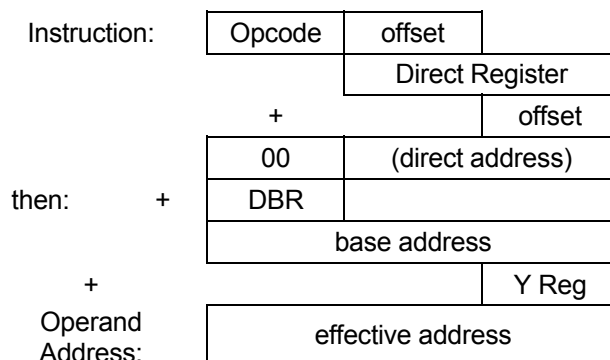 Instruction: Opcode offset
Direct Register
+ offset
00 (direct address)
then: + DBR
base address
+ Y Reg
Operand
Address: effective address